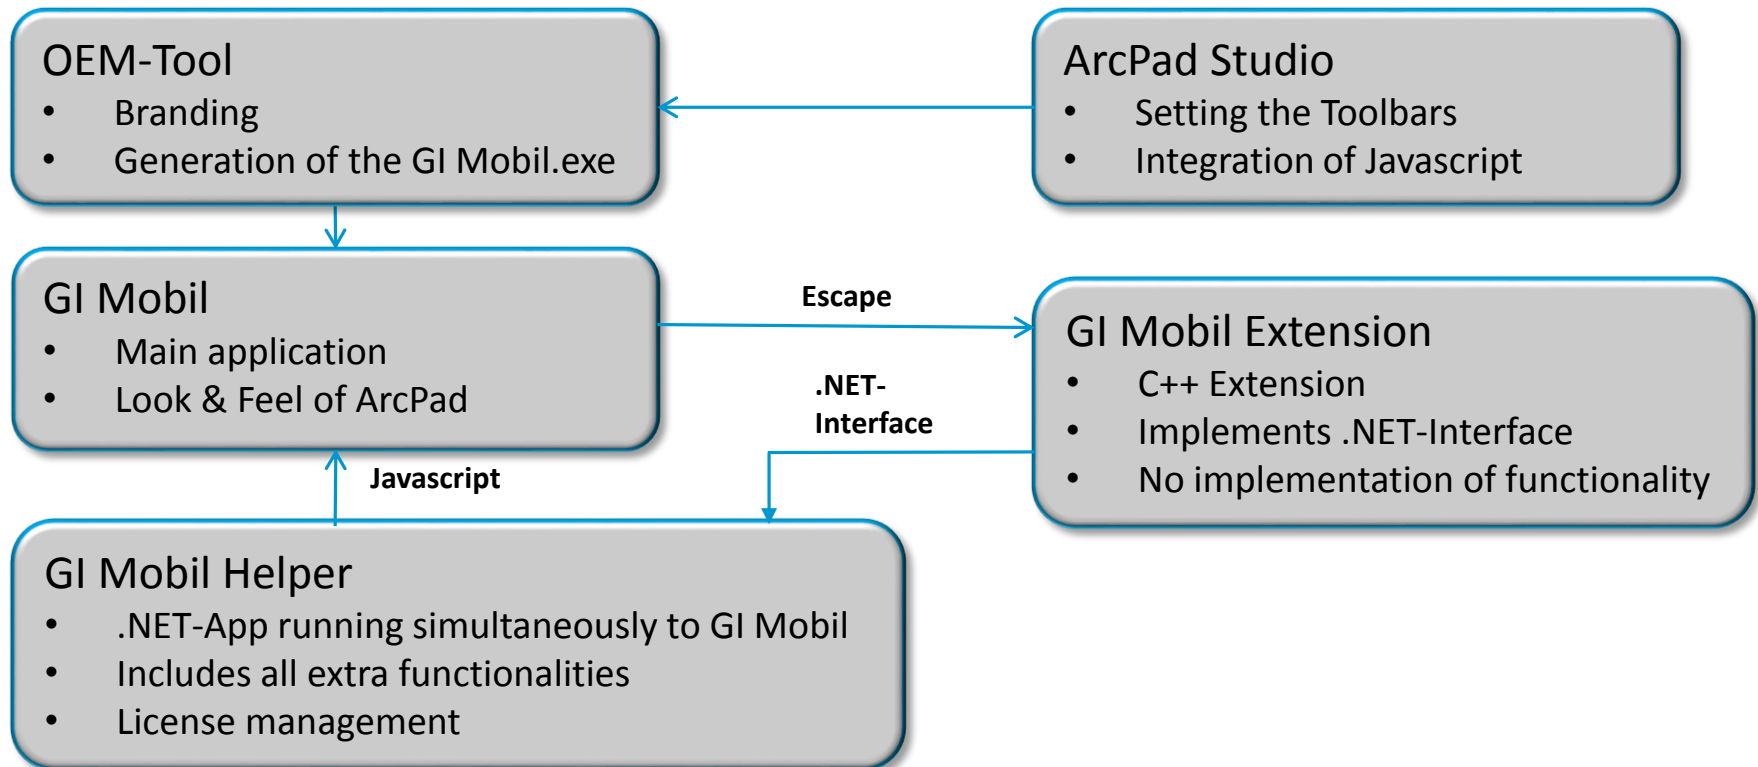 OEM-Tool
• Branding
• Generation of the GI Mobil.exe
ArcPad Studio
• Setting the Toolbars
• Integration of Javascript
GI Mobil
• Main application
• Look & Feel of ArcPad
Escape
.NET-
Interface
GI Mobil Extension
• C++ Extension
• Implements .NET-Interface
• No implementation of functionality
Javascript
GI Mobil Helper
• .NET-App running simultaneously to GI Mobil
• Includes all extra functionalities
• License management